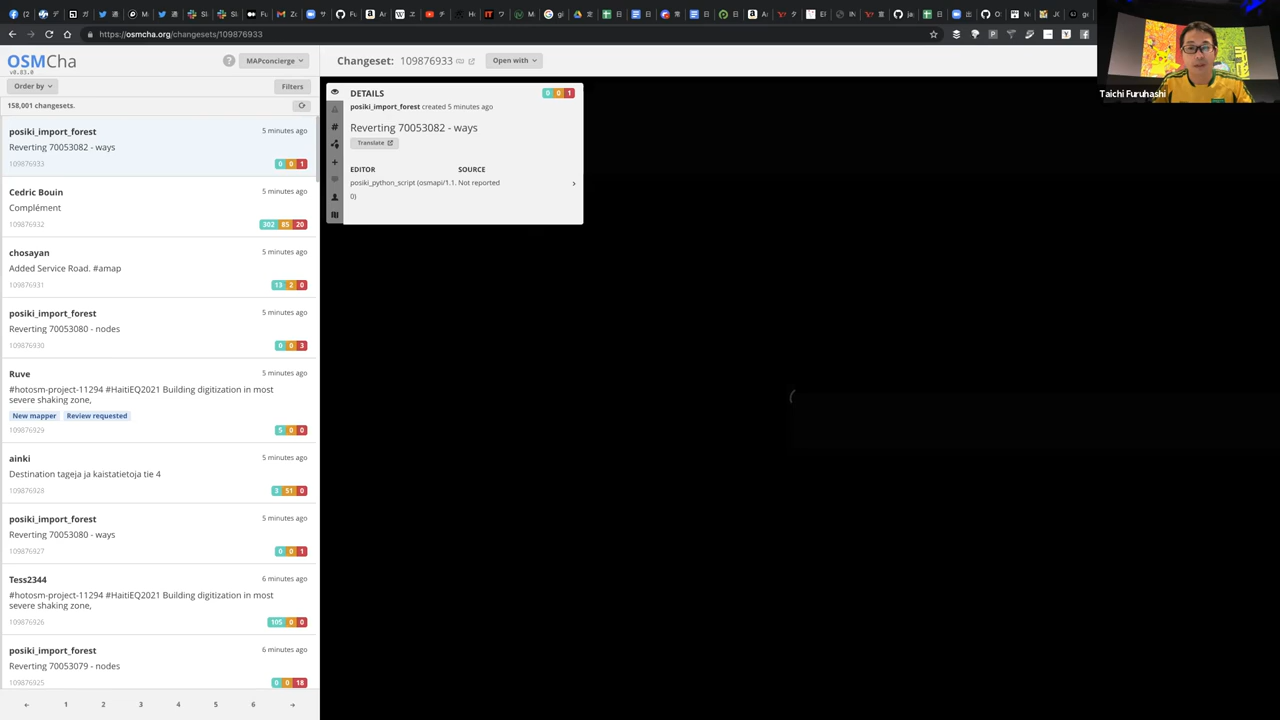 https://osmcha.org/changesets/109876933
OSMCha
v0.83.0
?
MAPconcierge
Order by
Filters
158,001 changesets.
posiki_import_forest
5 minutes ago
Reverting 70053082 - ways
109876933
0 0 1
Cedric Bouin
5 minutes ago
Complément
109876932
302 85 20
chosayan
5 minutes ago
Added Service Road. #amap
109876931
13 2 0
posiki_import_forest
5 minutes ago
Reverting 70053080 - nodes
109876930
0 0 3
Ruve
5 minutes ago
#hotosm-project-11294 #HaitiEQ2021 Building digitization in most
severe shaking zone,
New mapper Review requested
109876929
5 0 0
ainki
5 minutes ago
Destination tageja ja kaistatietoja tie 4
109876928
3 51 0
posiki_import_forest
5 minutes ago
Reverting 70053080 - ways
109876927
0 0 1
Tess2344
6 minutes ago
#hotosm-project-11294 #HaitiEQ2021 Building digitization in most
severe shaking zone,
109876926
105 0 0
posiki_import_forest
6 minutes ago
Reverting 70053079 - nodes
109876925
0 0 18
1 2 3 4 5 6
Changeset: 109876933
Open with
DETAILS
0 0 1
posiki_import_forest created 5 minutes ago
Reverting 70053082 - ways
Translate
EDITOR SOURCE
posiki_python_script (osmapi/1.1. Not reported
0)
Taichi Furuhashi